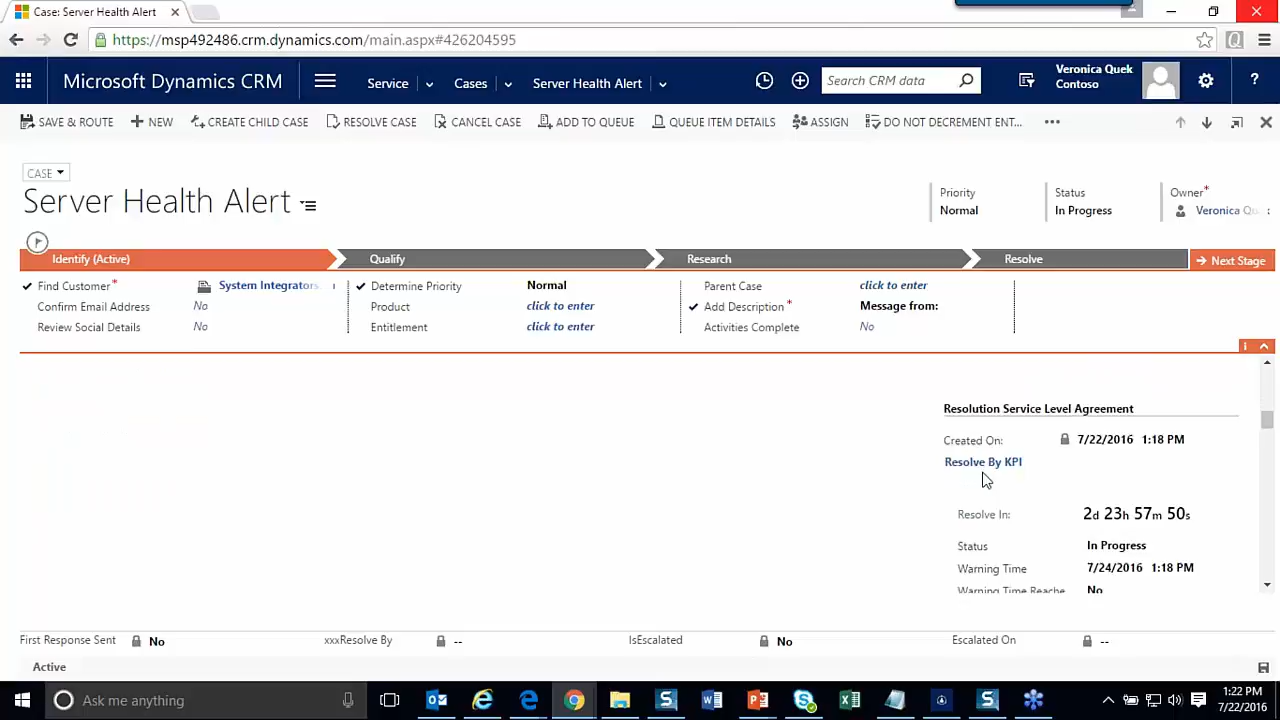 Case: Server Health Alert
https://msp492486.crm.dynamics.com/main.aspx#426204595
Microsoft Dynamics CRM
Service
Cases
Server Health Alert
Search CRM data
Veronica Quek
Contoso
?
SAVE & ROUTE
NEW
CREATE CHILD CASE
RESOLVE CASE
CANCEL CASE
ADD TO QUEUE
QUEUE ITEM DETAILS
ASSIGN
DO NOT DECREMENT ENT...
CASE
Server Health Alert
Priority
Normal
Status
In Progress
Owner*
Veronica Qu
Identify (Active)
Qualify
Research
Resolve
Next Stage
Find Customer* System Integrators.
Confirm Email Address No
Review Social Details No
Determine Priority Normal
Product click to enter
Entitlement click to enter
Parent Case click to enter
Add Description* Message from:
Activities Complete No
i
Resolution Service Level Agreement
Created On: 7/22/2016 1:18 PM
Resolve By KPI
Resolve In: 2d 23h 57m 50s
Status In Progress
Warning Time 7/24/2016 1:18 PM
Warning Time Reache No
First Response Sent No
xxxResolve By --
IsEscalated No
Escalated On --
Active
Ask me anything
1:22 PM
7/22/2016